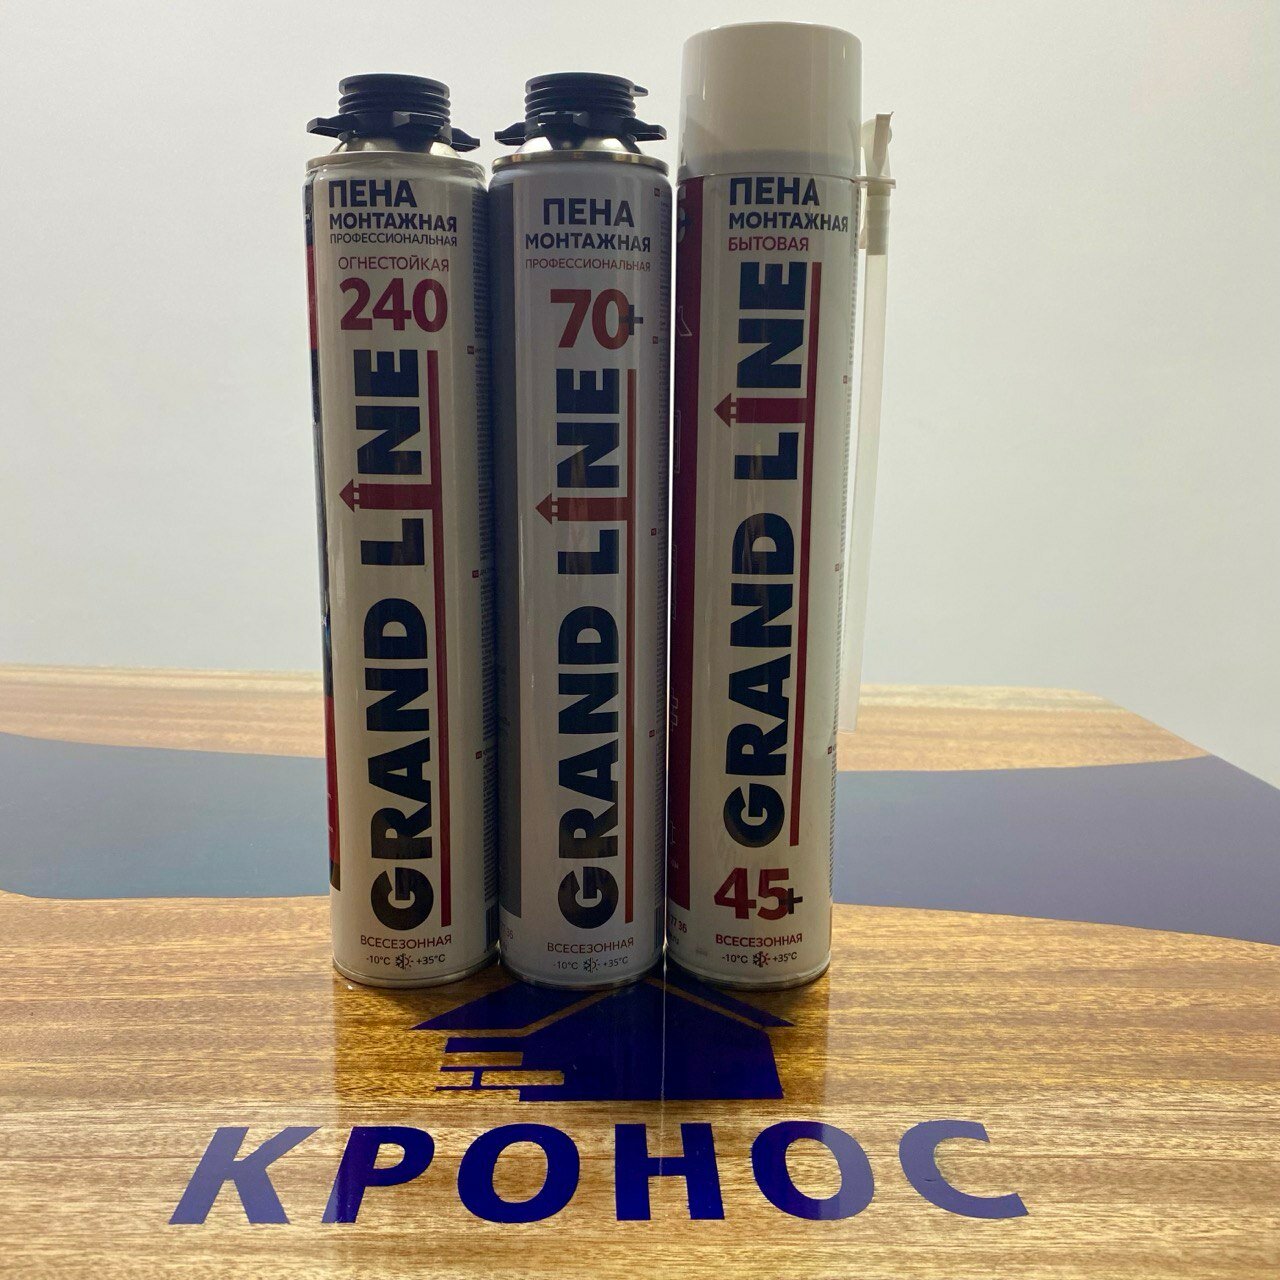 ПЕНА
МОНТАЖНАЯ
ПРОФЕССИОНАЛЬНАЯ
ОГНЕСТОЙКАЯ
240
GRAND LINE
ВСЕСЕЗОННАЯ
-10°C +35°C
ПЕНА
МОНТАЖНАЯ
ПРОФЕССИОНАЛЬНАЯ
70+
GRAND LINE
ВСЕСЕЗОННАЯ
-10°C +35°C
ПЕНА
МОНТАЖНАЯ
БЫТОВАЯ
GRAND LINE
45+
ВСЕСЕЗОННАЯ
-10°C +35°C
КРОНОС